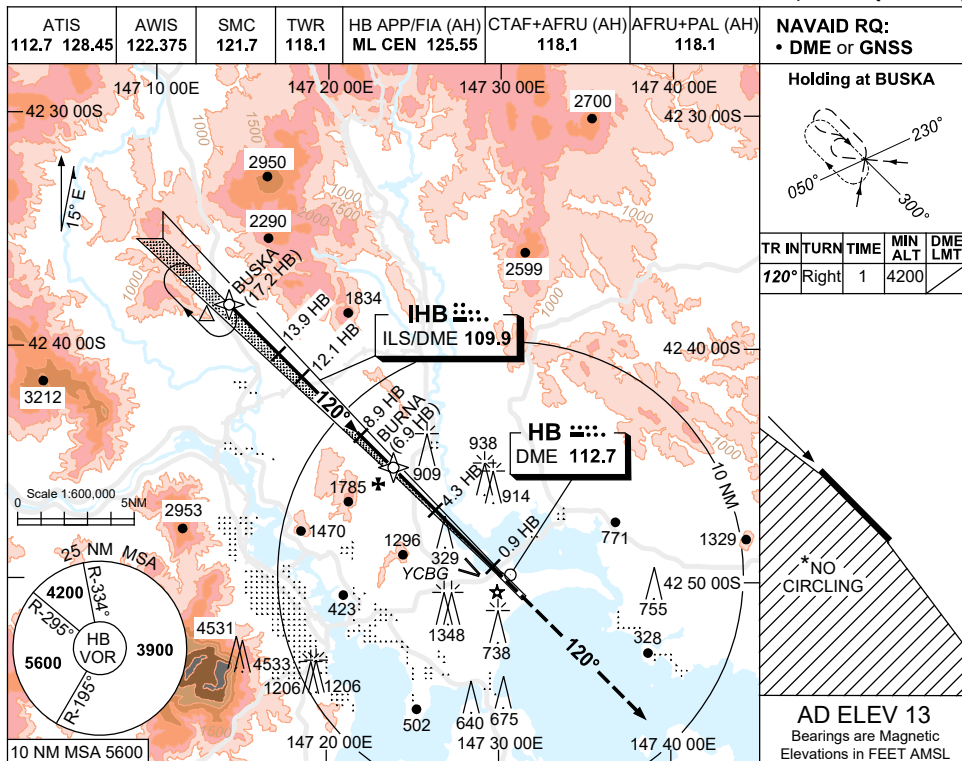 ATIS
112.7 128.45
AWIS
122.375
SMC
121.7
TWR
118.1
HB APP/FIA (AH)
ML CEN 125.55
CTAF+AFRU (AH)
118.1
AFRU+PAL (AH)
118.1
NAVAID RQ:
• DME or GNSS
Holding at BUSKA
230°
050°
300°
TR IN TURN TIME MIN ALT DME LMT
120° Right 1 4200
147 10 00E
147 20 00E
147 30 00E
147 40 00E
42 30 00S
42 30 00S
1000
1500
2700
2950
15° E
1000
1500
2000
1000
1000
2290
2599
BUSKA
(17.2 HB)
1000
1834
13.9 HB
12.1 HB
IHB
ILS/DME 109.9
42 40 00S
42 40 00S
3212
120°
8.9 HB
BURNA
(6.9 HB)
1000
HB
DME 112.7
10 NM
938
909
914
4.3 HB
Scale 1:600,000
0 5NM
1785
2953
1470
1296
329
YCBG
0.9 HB
771
1329
42 50 00S
25 NM MSA
4200
R-334°
R-295°
HB
VOR
3900
5600
R-195°
423
1348
738
755
328
4531
4533
1206
1206
120°
502
640
675
10 NM MSA 5600
147 20 00E
147 30 00E
147 40 00E
*NO
CIRCLING
AD ELEV 13
Bearings are Magnetic
Elevations in FEET AMSL